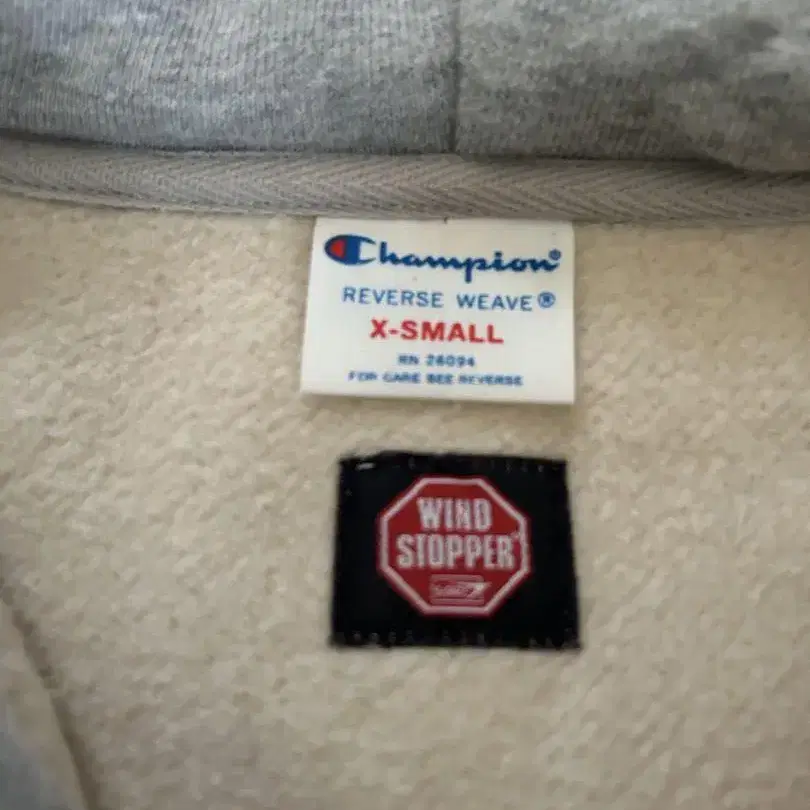 Champion®
REVERSE WEAVE®
X-SMALL
RN 26094
FOR CARE SEE REVERSE
WIND
STOPPER